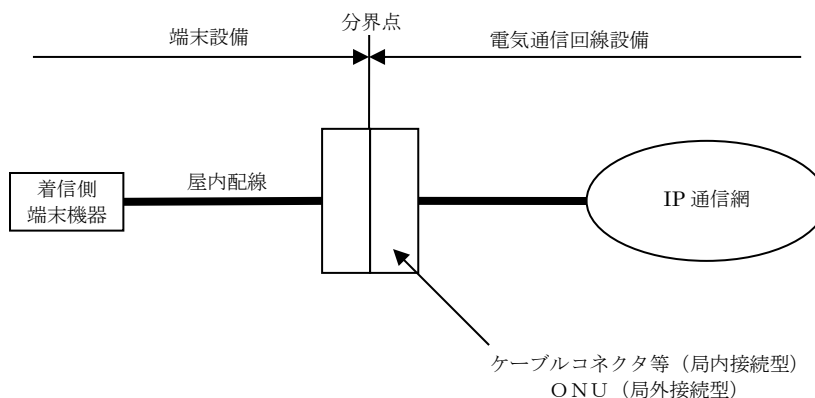 分界点
端末設備
電気通信回線設備
着信側
端末機器
屋内配線
IP 通信網
ケーブルコネクタ等（局内接続型）
ＯＮＵ（局外接続型）